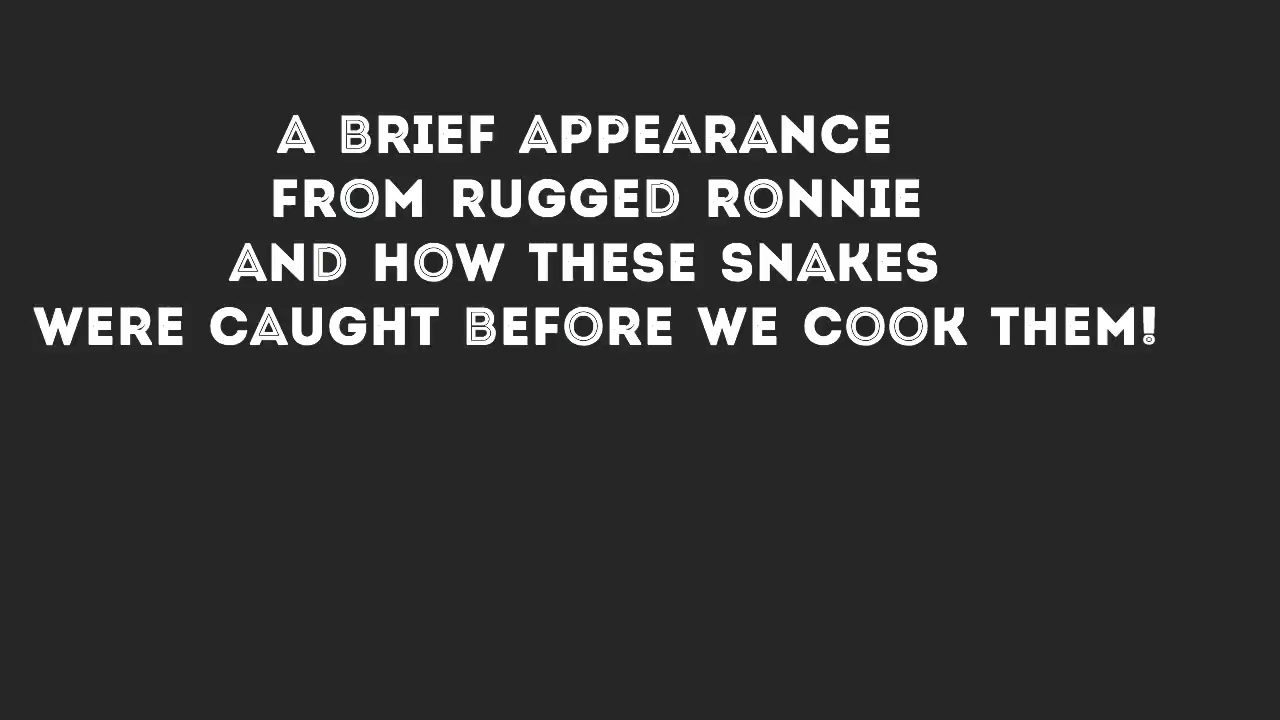 A BRIEF APPEARANCE
FROM RUGGED RONNIE
AND HOW THESE SNAKES
WERE CAUGHT BEFORE WE COOK THEM!